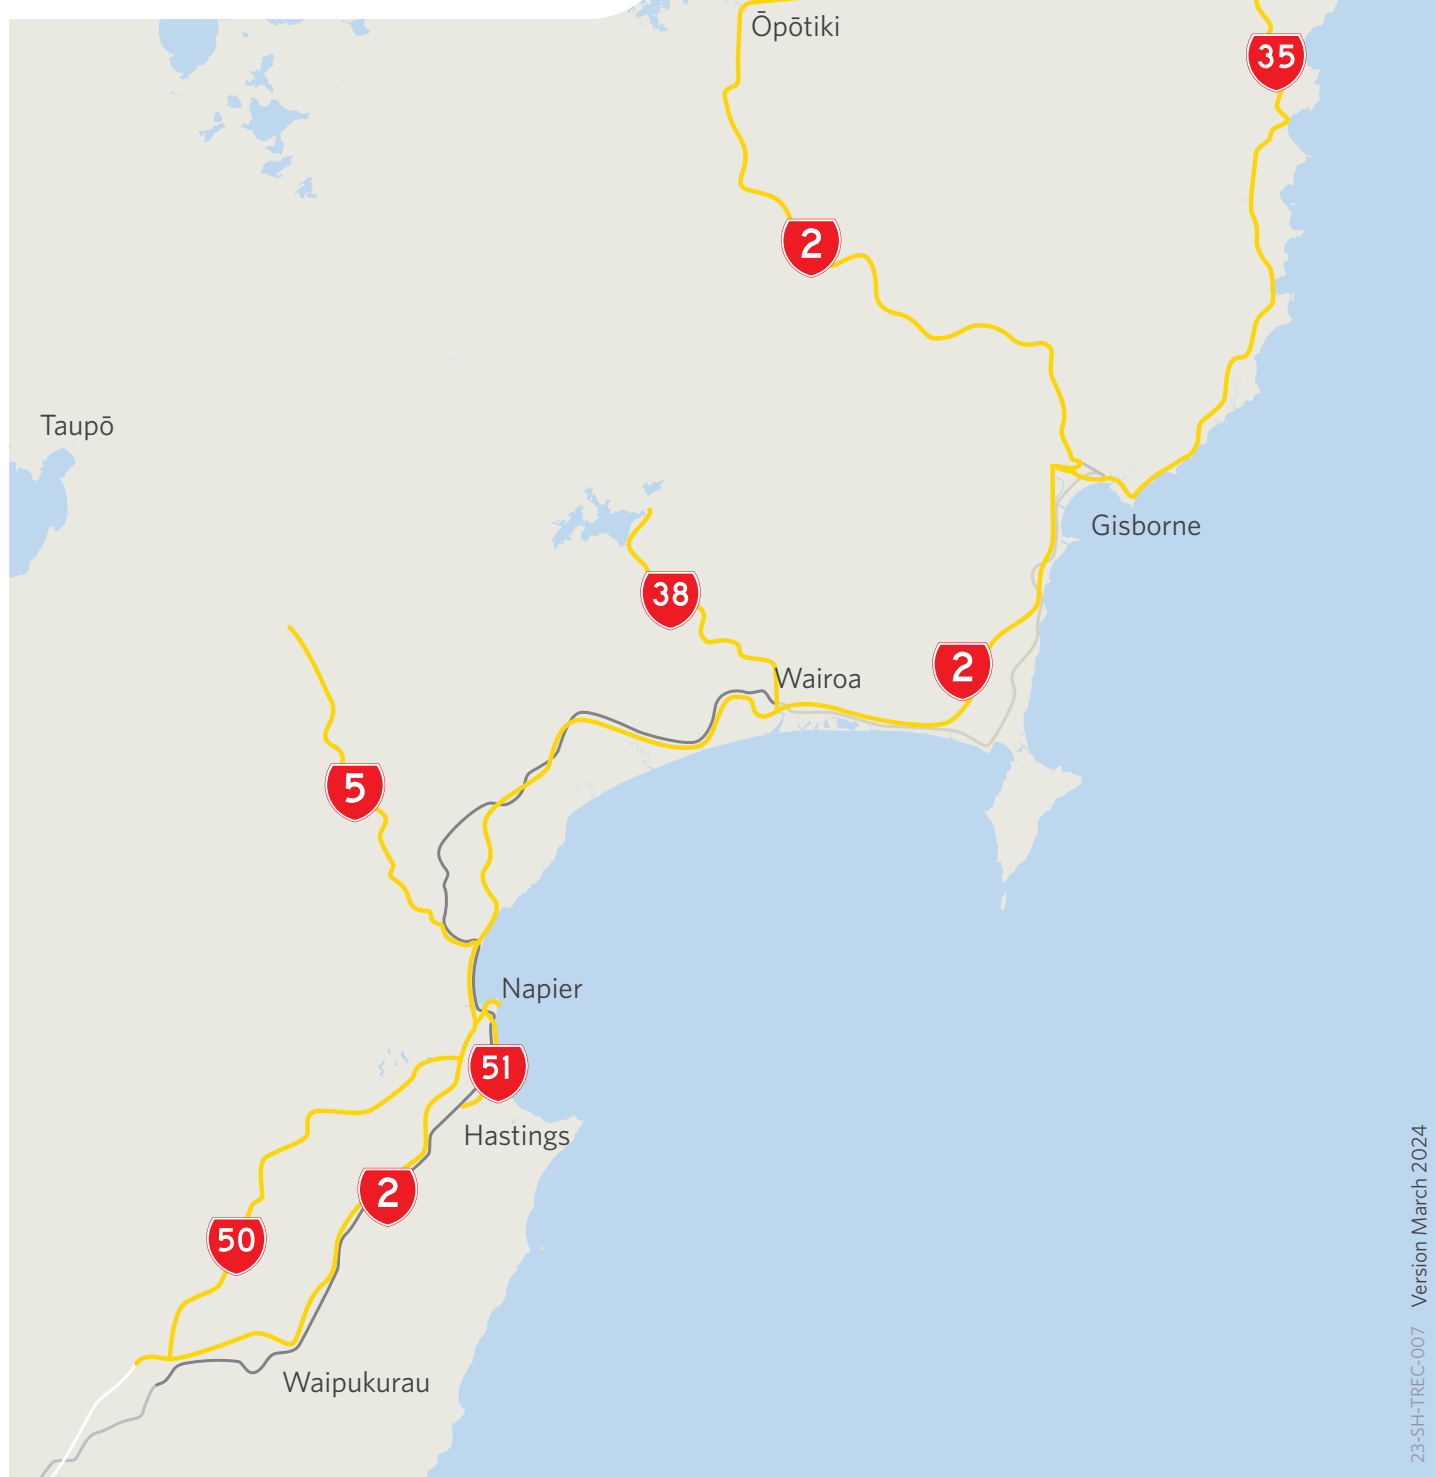 Ōpōtiki
35
2
Taupō
Gisborne
38
Wairoa
2
5
Napier
51
Hastings
2
50
Waipukurau
23-SH-TREC-007 Version March 2024